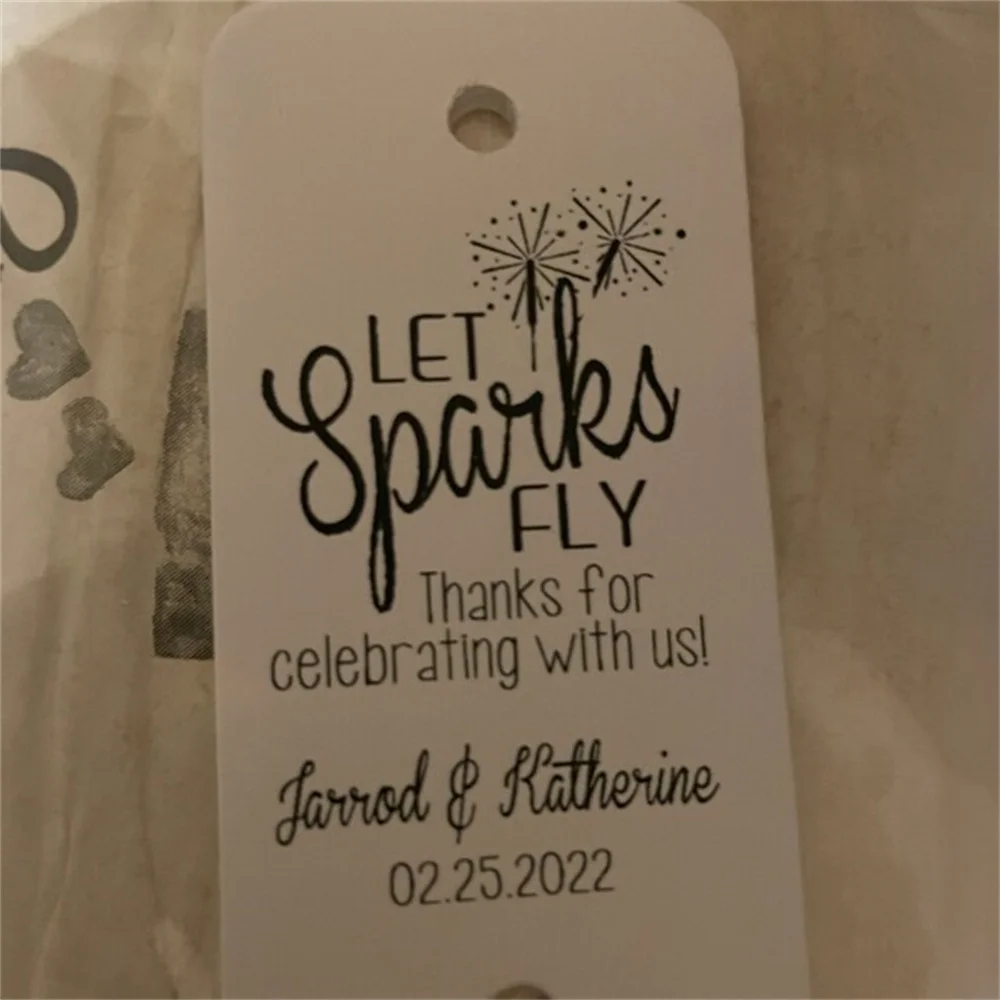 LET
Sparks
FLY
Thanks for
celebrating with us!
Jarrod & Katherine
02.25.2022